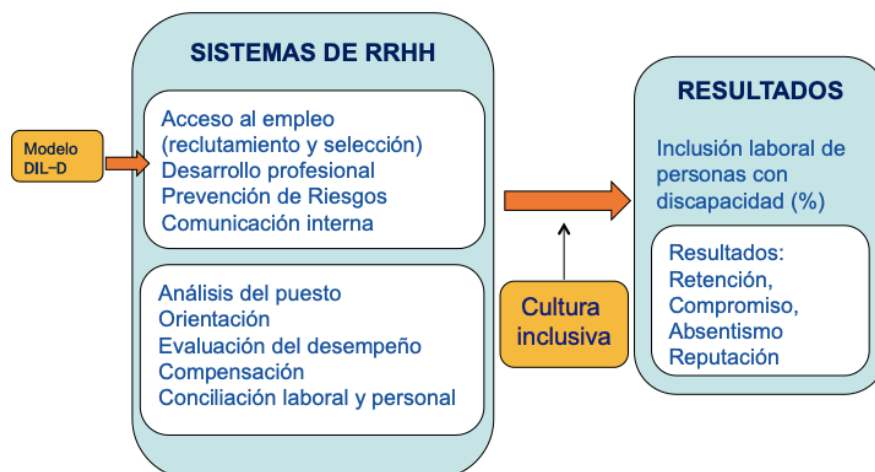 SISTEMAS DE RRHH
Modelo
DIL-D
Acceso al empleo
(reclutamiento y selección)
Desarrollo profesional
Prevención de Riesgos
Comunicación interna
Análisis del puesto
Orientación
Evaluación del desempeño
Compensación
Conciliación laboral y personal
Cultura
inclusiva
RESULTADOS
Inclusión laboral de
personas con
discapacidad (%)
Resultados:
Retención,
Compromiso,
Absentismo
Reputación